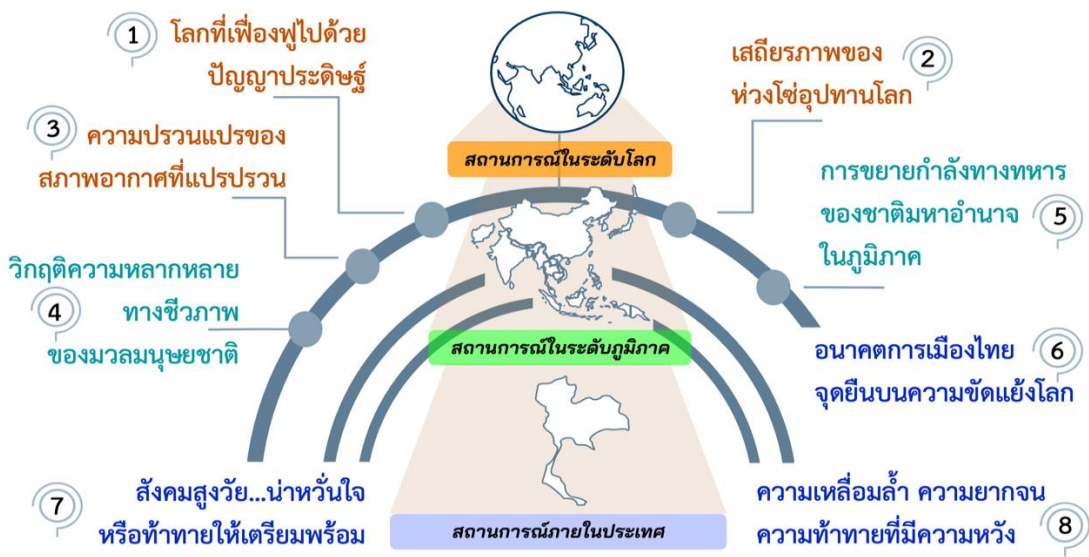 1
โลกที่เฟื่องฟูไปด้วย
ปัญญาประดิษฐ์
2
เสถียรภาพของ
ห่วงโซ่อุปทานโลก
3
ความปรวนแปรของ
สภาพอากาศที่แปรปรวน
สถานการณ์ในระดับโลก
4
วิกฤติความหลากหลาย
ทางชีวภาพ
ของมวลมนุษยชาติ
5
การขยายกำลังทางทหาร
ของชาติมหาอำนาจ
ในภูมิภาค
สถานการณ์ในระดับภูมิภาค
6
อนาคตการเมืองไทย
จุดยืนบนความขัดแย้งโลก
7
สังคมสูงวัย...น่าหวั่นใจ
หรือท้าทายให้เตรียมพร้อม
สถานการณ์ภายในประเทศ
8
ความเหลื่อมล้ำ ความยากจน
ความท้าทายที่มีความหวัง